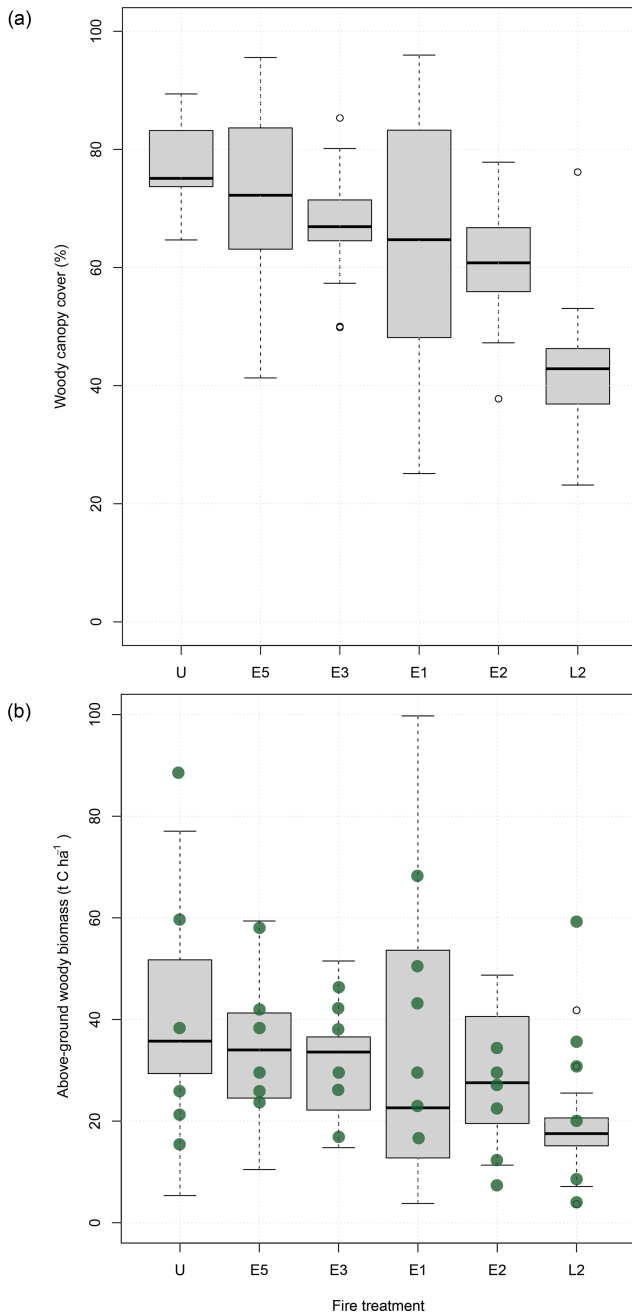 (a)
100
80
60
40
20
0
Woody canopy cover (%)
U E5 E3 E1 E2 L2
(b)
100
80
60
40
20
0
Above-ground woody biomass (t C ha⁻¹)
U E5 E3 E1 E2 L2
Fire treatment